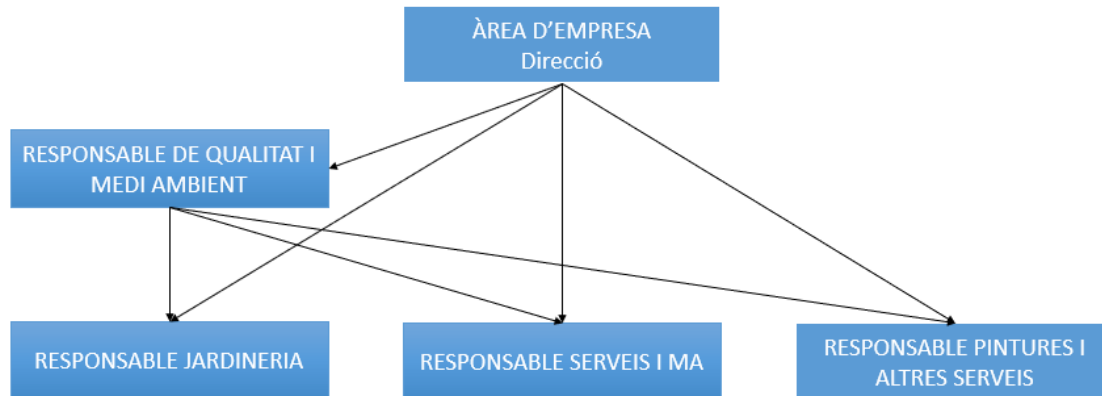 ÀREA D’EMPRESA
Direcció
RESPONSABLE DE QUALITAT I
MEDI AMBIENT
RESPONSABLE JARDINERIA
RESPONSABLE SERVEIS I MA
RESPONSABLE PINTURES I
ALTRES SERVEIS